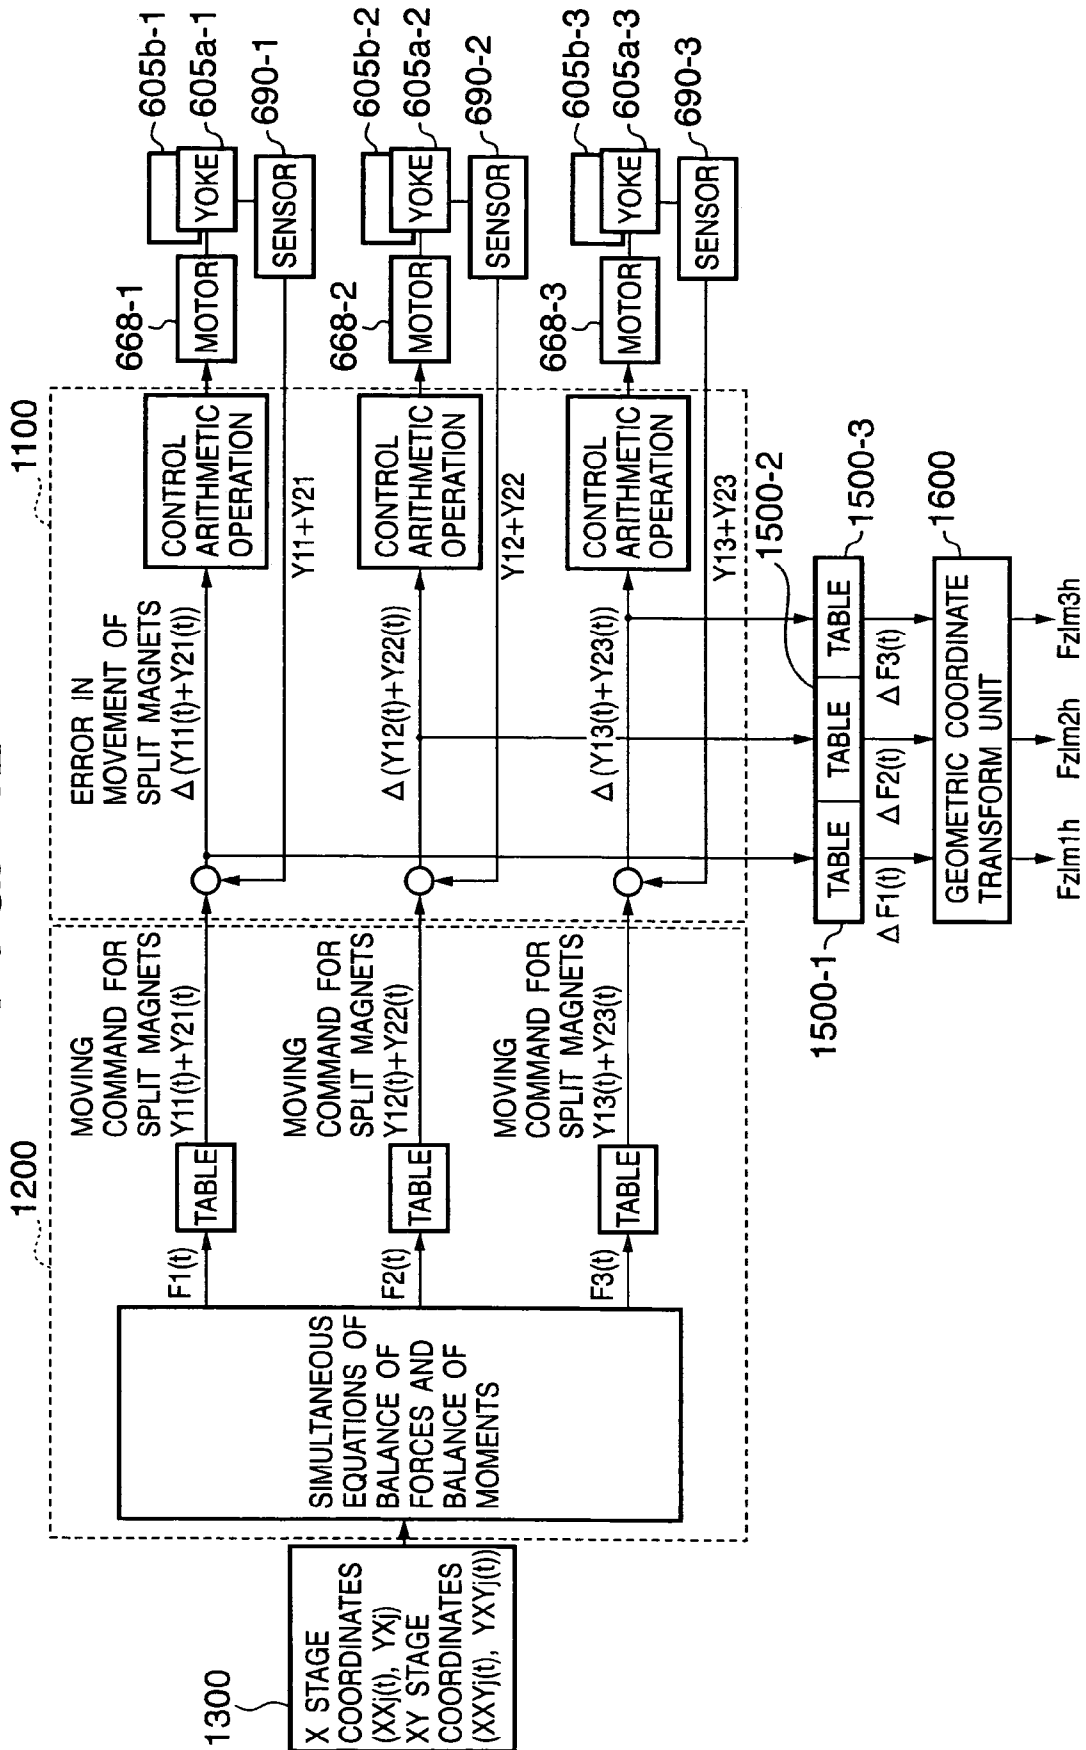 1300
X STAGE
COORDINATES
(XXj(t), YXj)
XY STAGE
COORDINATES
(XXYj(t), YXYj(t))
1200
SIMULTANEOUS
EQUATIONS OF
BALANCE OF
FORCES AND
BALANCE OF
MOMENTS
F1(t)
TABLE
MOVING
COMMAND FOR
SPLIT MAGNETS
Y11(t)+Y21(t)
F2(t)
TABLE
MOVING
COMMAND FOR
SPLIT MAGNETS
Y12(t)+Y22(t)
F3(t)
TABLE
MOVING
COMMAND FOR
SPLIT MAGNETS
Y13(t)+Y23(t)
1100
ERROR IN
MOVEMENT OF
SPLIT MAGNETS
Δ(Y11(t)+Y21(t))
CONTROL
ARITHMETIC
OPERATION
Y11+Y21
Δ(Y12(t)+Y22(t))
CONTROL
ARITHMETIC
OPERATION
Y12+Y22
Δ(Y13(t)+Y23(t))
CONTROL
ARITHMETIC
OPERATION
Y13+Y23
668-1
MOTOR
YOKE
SENSOR
605b-1
605a-1
690-1
668-2
MOTOR
YOKE
SENSOR
605b-2
605a-2
690-2
668-3
MOTOR
YOKE
SENSOR
605b-3
605a-3
690-3
1500-1
TABLE
TABLE
TABLE
1500-2
1500-3
ΔF1(t)
ΔF2(t)
ΔF3(t)
GEOMETRIC COORDINATE
TRANSFORM UNIT
1600
Fzlm1h
Fzlm2h
Fzlm3h